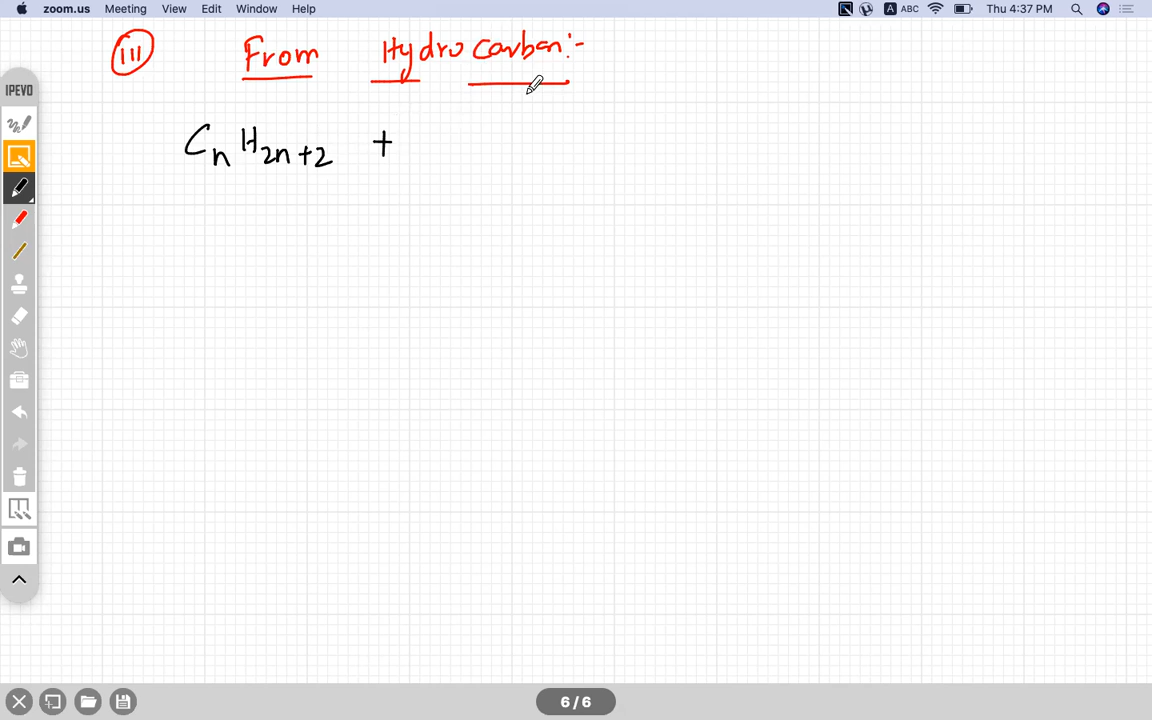 zoom.us Meeting View Edit Window Help A ABC Thu 4:37 PM
(iii) From Hydrocarbon:-
IPEVO
CnH2n+2 +
6 / 6